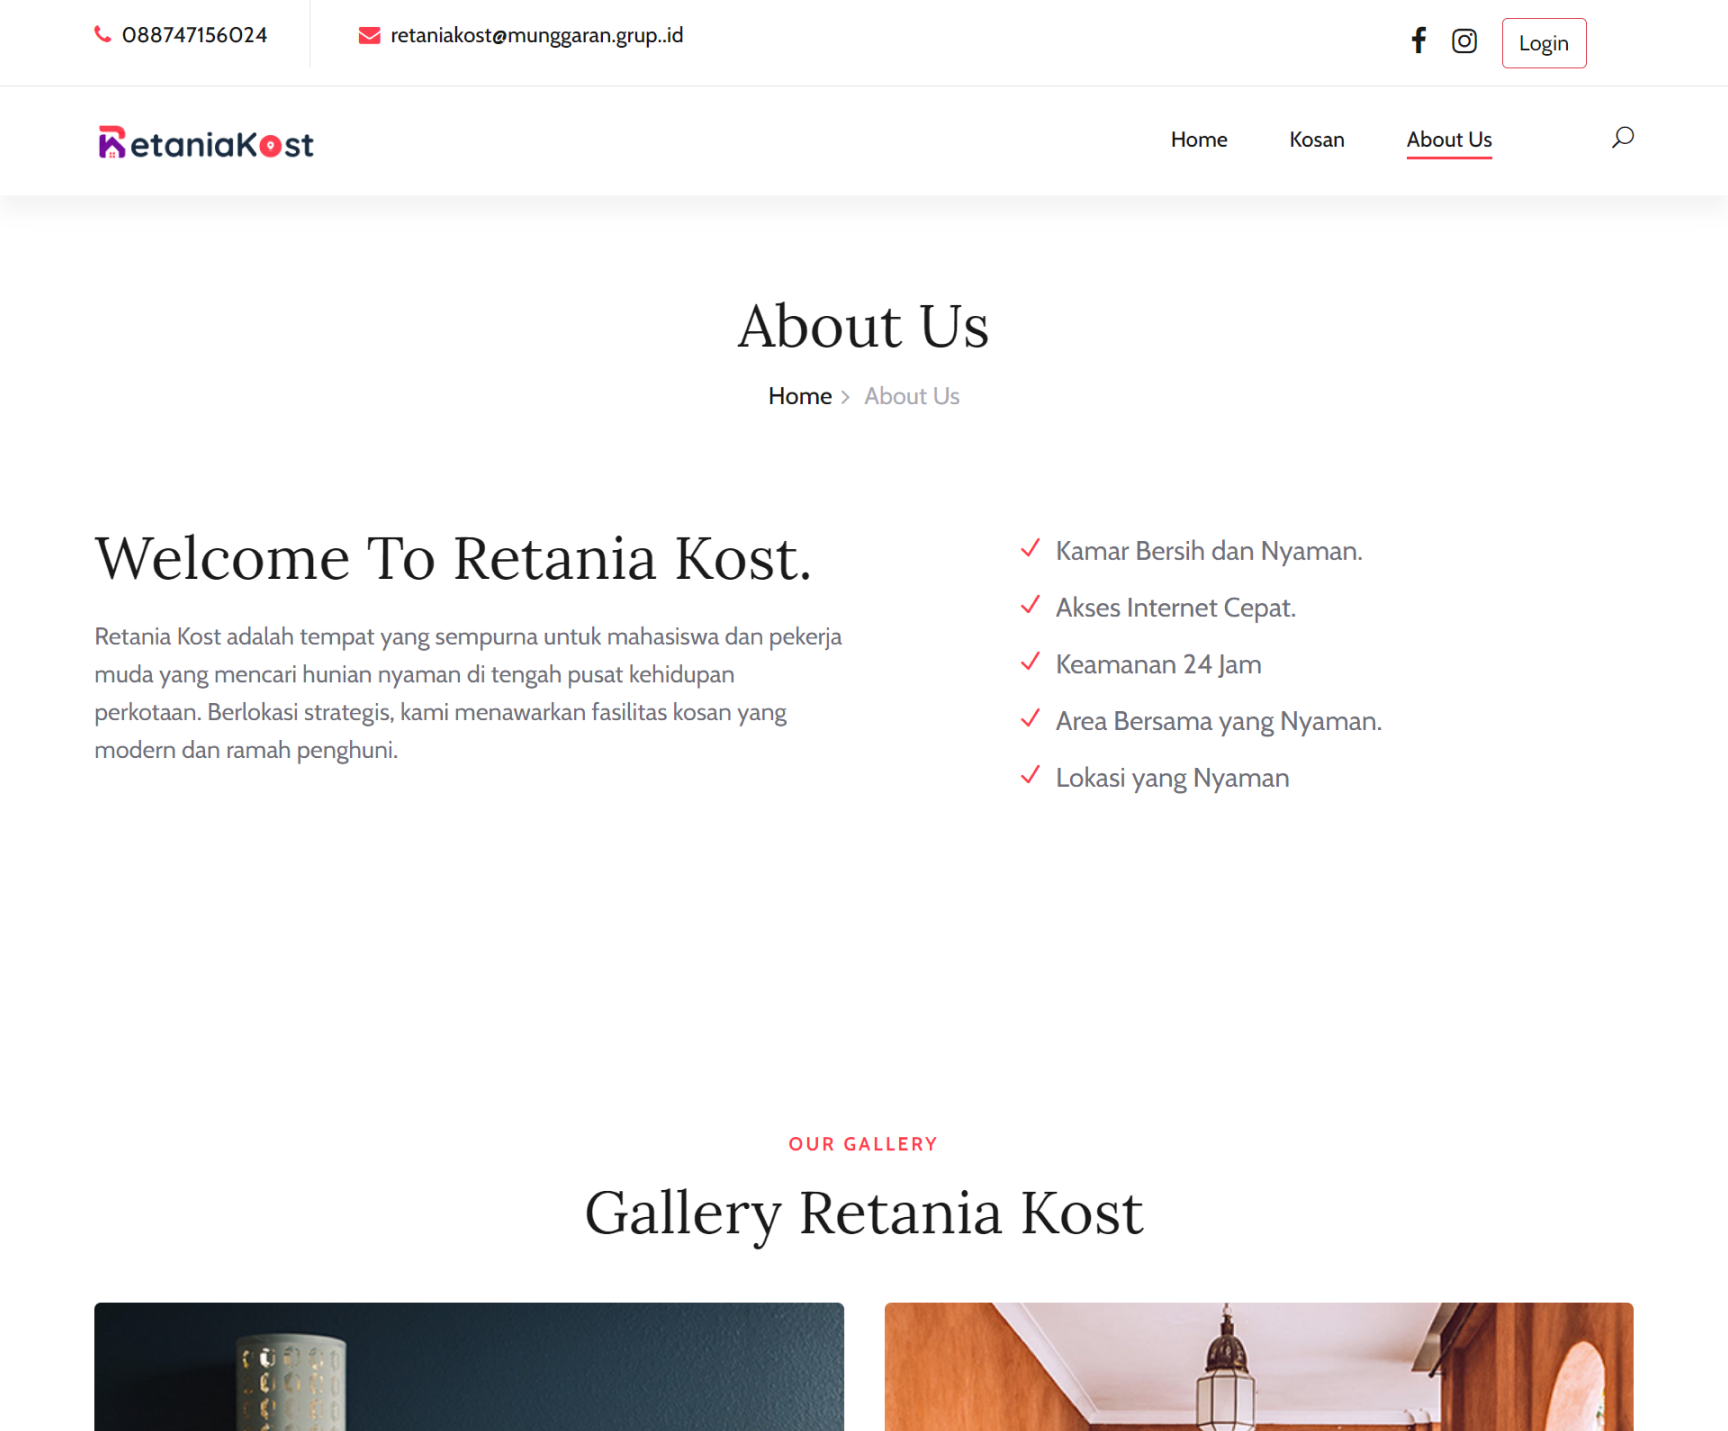 088747156024
retaniakost@munggaran.grup..id
Login
RetaniaKost
Home
Kosan
About Us
About Us
Home
About Us
Welcome To Retania Kost.
Retania Kost adalah tempat yang sempurna untuk mahasiswa dan pekerja
muda yang mencari hunian nyaman di tengah pusat kehidupan
perkotaan. Berlokasi strategis, kami menawarkan fasilitas kosan yang
modern dan ramah penghuni.
Kamar Bersih dan Nyaman.
Akses Internet Cepat.
Keamanan 24 Jam
Area Bersama yang Nyaman.
Lokasi yang Nyaman
OUR GALLERY
Gallery Retania Kost